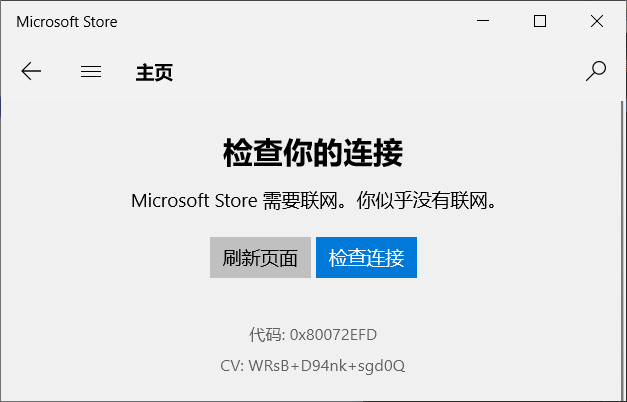 Microsoft Store
主页
检查你的连接
Microsoft Store 需要联网。你似乎没有联网。
刷新页面 检查连接
代码: 0x80072EFD
CV: WRsB+D94nk+sgd0Q